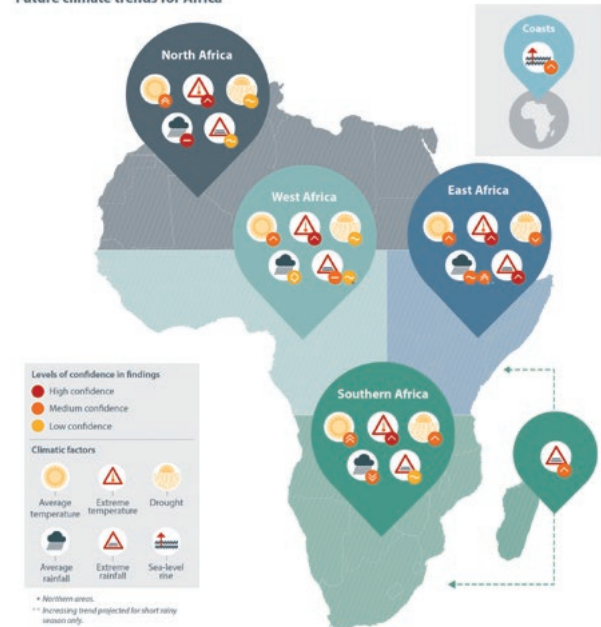 Future climate trends for Africa
Coasts
North Africa
West Africa
East Africa
Southern Africa
Levels of confidence in findings
High confidence
Medium confidence
Low confidence
Climatic factors
Average
temperature
Extreme
temperature
Drought
Average
rainfall
Extreme
rainfall
Sea-level
rise
* Northern areas.
** Increasing trend projected for short rainy
season only.